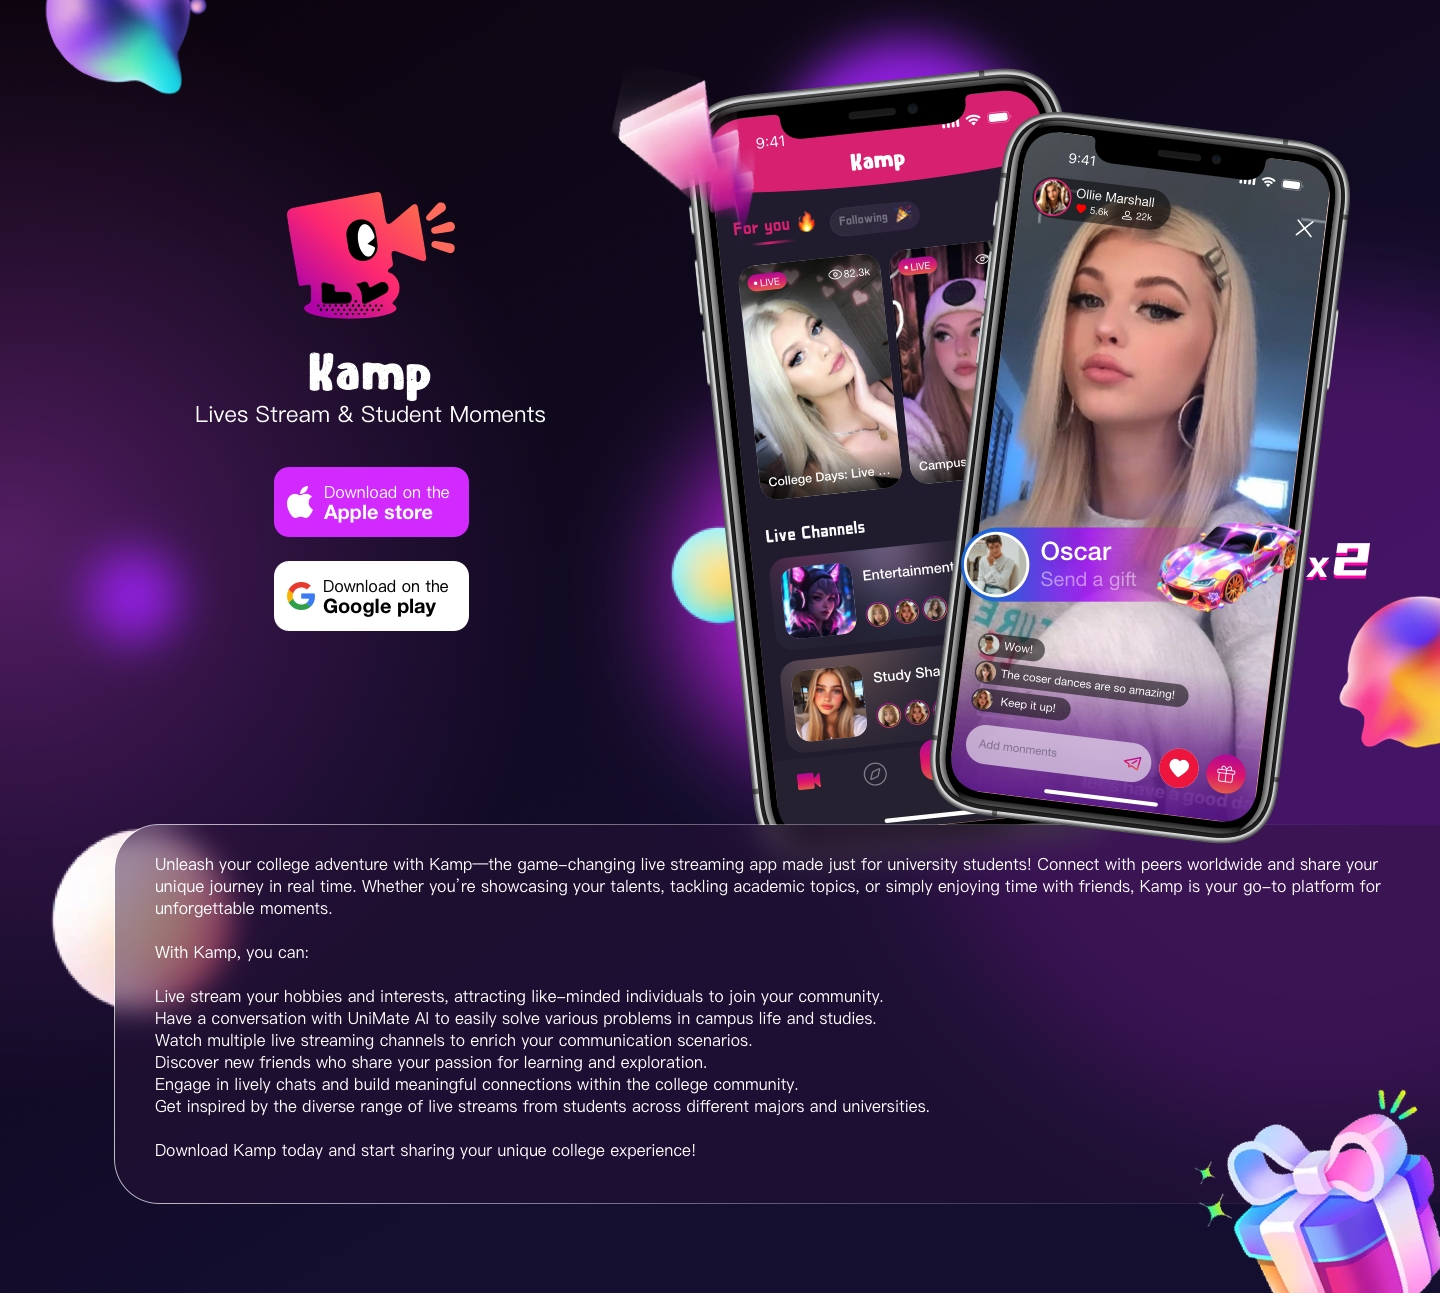 Kamp
Lives Stream & Student Moments
Download on the
Apple store
Download on the
Google play
9:41
Kamp
For you
Following
LIVE
82.3k
LIVE
College Days: Live ...
Campus
Live Channels
Entertainment
Study Sha
9:41
Ollie Marshall
5.6k
22k
Oscar
Send a gift
x2
Wow!
The coser dances are so amazing!
Keep it up!
Add monments
let's have a good da
Unleash your college adventure with Kamp—the game-changing live streaming app made just for university students! Connect with peers worldwide and share your
unique journey in real time. Whether you're showcasing your talents, tackling academic topics, or simply enjoying time with friends, Kamp is your go-to platform for
unforgettable moments.
With Kamp, you can:
Live stream your hobbies and interests, attracting like-minded individuals to join your community.
Have a conversation with UniMate AI to easily solve various problems in campus life and studies.
Watch multiple live streaming channels to enrich your communication scenarios.
Discover new friends who share your passion for learning and exploration.
Engage in lively chats and build meaningful connections within the college community.
Get inspired by the diverse range of live streams from students across different majors and universities.
Download Kamp today and start sharing your unique college experience!